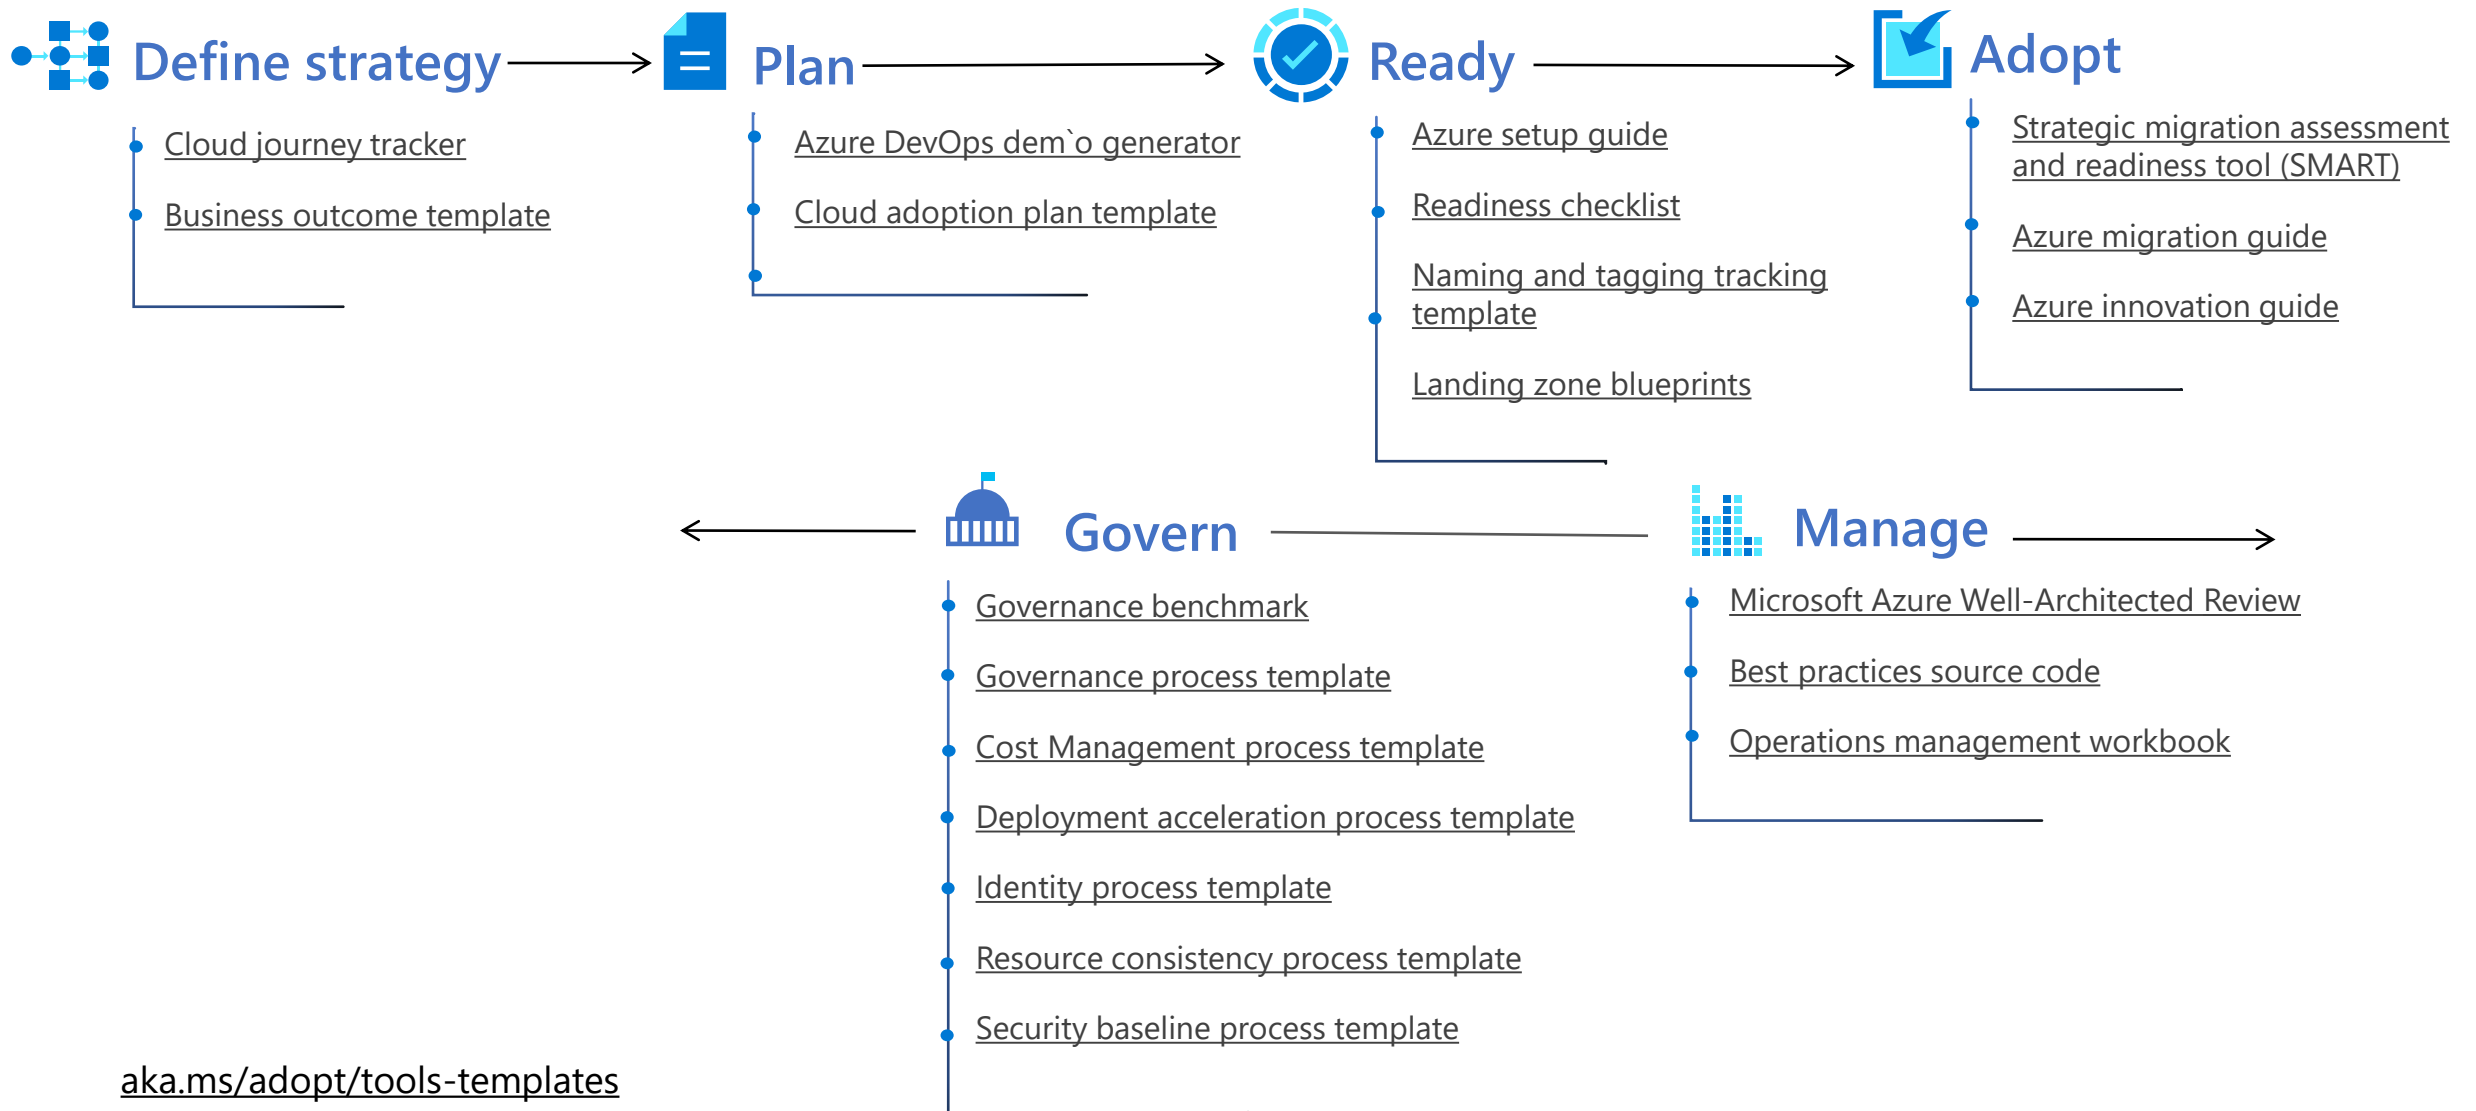 Define strategy
Cloud journey tracker
Business outcome template
Plan
Azure DevOps dem`o generator
Cloud adoption plan template
Ready
Azure setup guide
Readiness checklist
Naming and tagging tracking
template
Landing zone blueprints
Adopt
Strategic migration assessment
and readiness tool (SMART)
Azure migration guide
Azure innovation guide
Govern
Governance benchmark
Governance process template
Cost Management process template
Deployment acceleration process template
Identity process template
Resource consistency process template
Security baseline process template
Manage
Microsoft Azure Well-Architected Review
Best practices source code
Operations management workbook
aka.ms/adopt/tools-templates